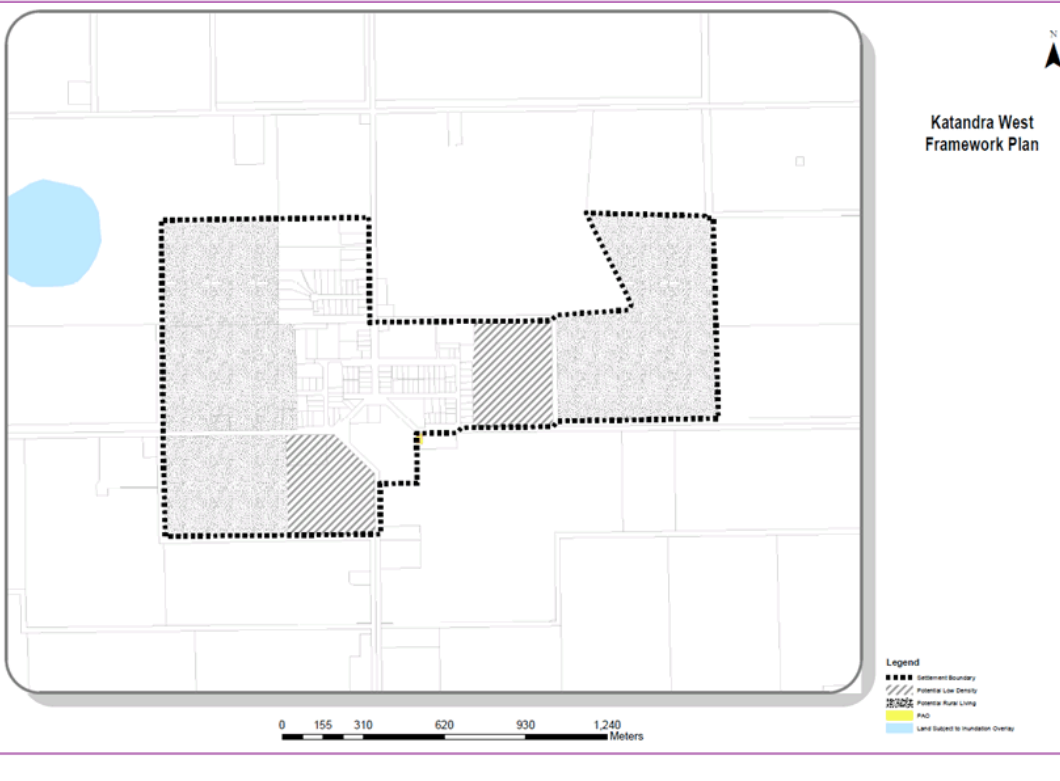 N
Katandra West
Framework Plan
Legend
Settlement Boundary
Potential Low Density
Potential Rural Living
PAO
Land Subject to Inundation Overlay
0 155 310 620 930 1,240
Meters